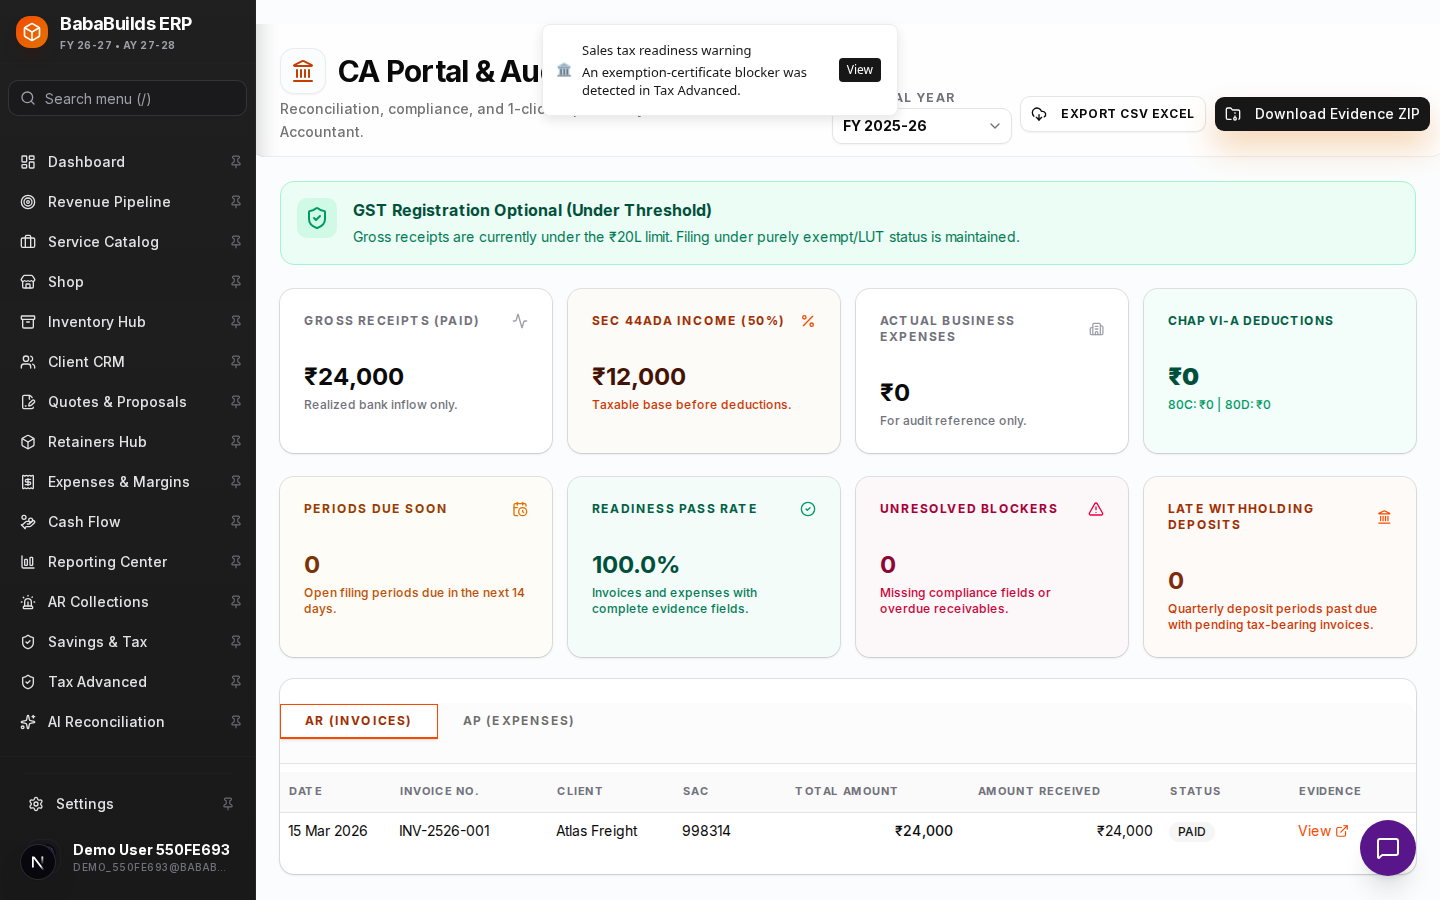 BabaBuilds ERP
FY 26-27 • AY 27-28
Search menu (/)
Dashboard
Revenue Pipeline
Service Catalog
Shop
Inventory Hub
Client CRM
Quotes & Proposals
Retainers Hub
Expenses & Margins
Cash Flow
Reporting Center
AR Collections
Savings & Tax
Tax Advanced
AI Reconciliation
Settings
Demo User 550FE693
DEMO_550FE693@BABAB...
Sales tax readiness warning
An exemption-certificate blocker was
detected in Tax Advanced.
View
CA Portal &
Reconciliation, compliance, and
Accountant.
YEAR
FY 2025-26
EXPORT CSV EXCEL
Download Evidence ZIP
GST Registration Optional (Under Threshold)
Gross receipts are currently under the ₹20L limit. Filing under purely exempt/LUT status is maintained.
GROSS RECEIPTS (PAID)
₹24,000
Realized bank inflow only.
SEC 44ADA INCOME (50%)
₹12,000
Taxable base before deductions.
ACTUAL BUSINESS
EXPENSES
₹0
For audit reference only.
CHAP VI-A DEDUCTIONS
₹0
80C: ₹0 | 80D: ₹0
PERIODS DUE SOON
0
Open filing periods due in the next 14
days.
READINESS PASS RATE
100.0%
Invoices and expenses with
complete evidence fields.
UNRESOLVED BLOCKERS
0
Missing compliance fields or
overdue receivables.
LATE WITHHOLDING
DEPOSITS
0
Quarterly deposit periods past due
with pending tax-bearing invoices.
AR (INVOICES) AP (EXPENSES)
DATE INVOICE NO. CLIENT SAC TOTAL AMOUNT AMOUNT RECEIVED STATUS EVIDENCE
15 Mar 2026 INV-2526-001 Atlas Freight 998314 ₹24,000 ₹24,000 PAID View